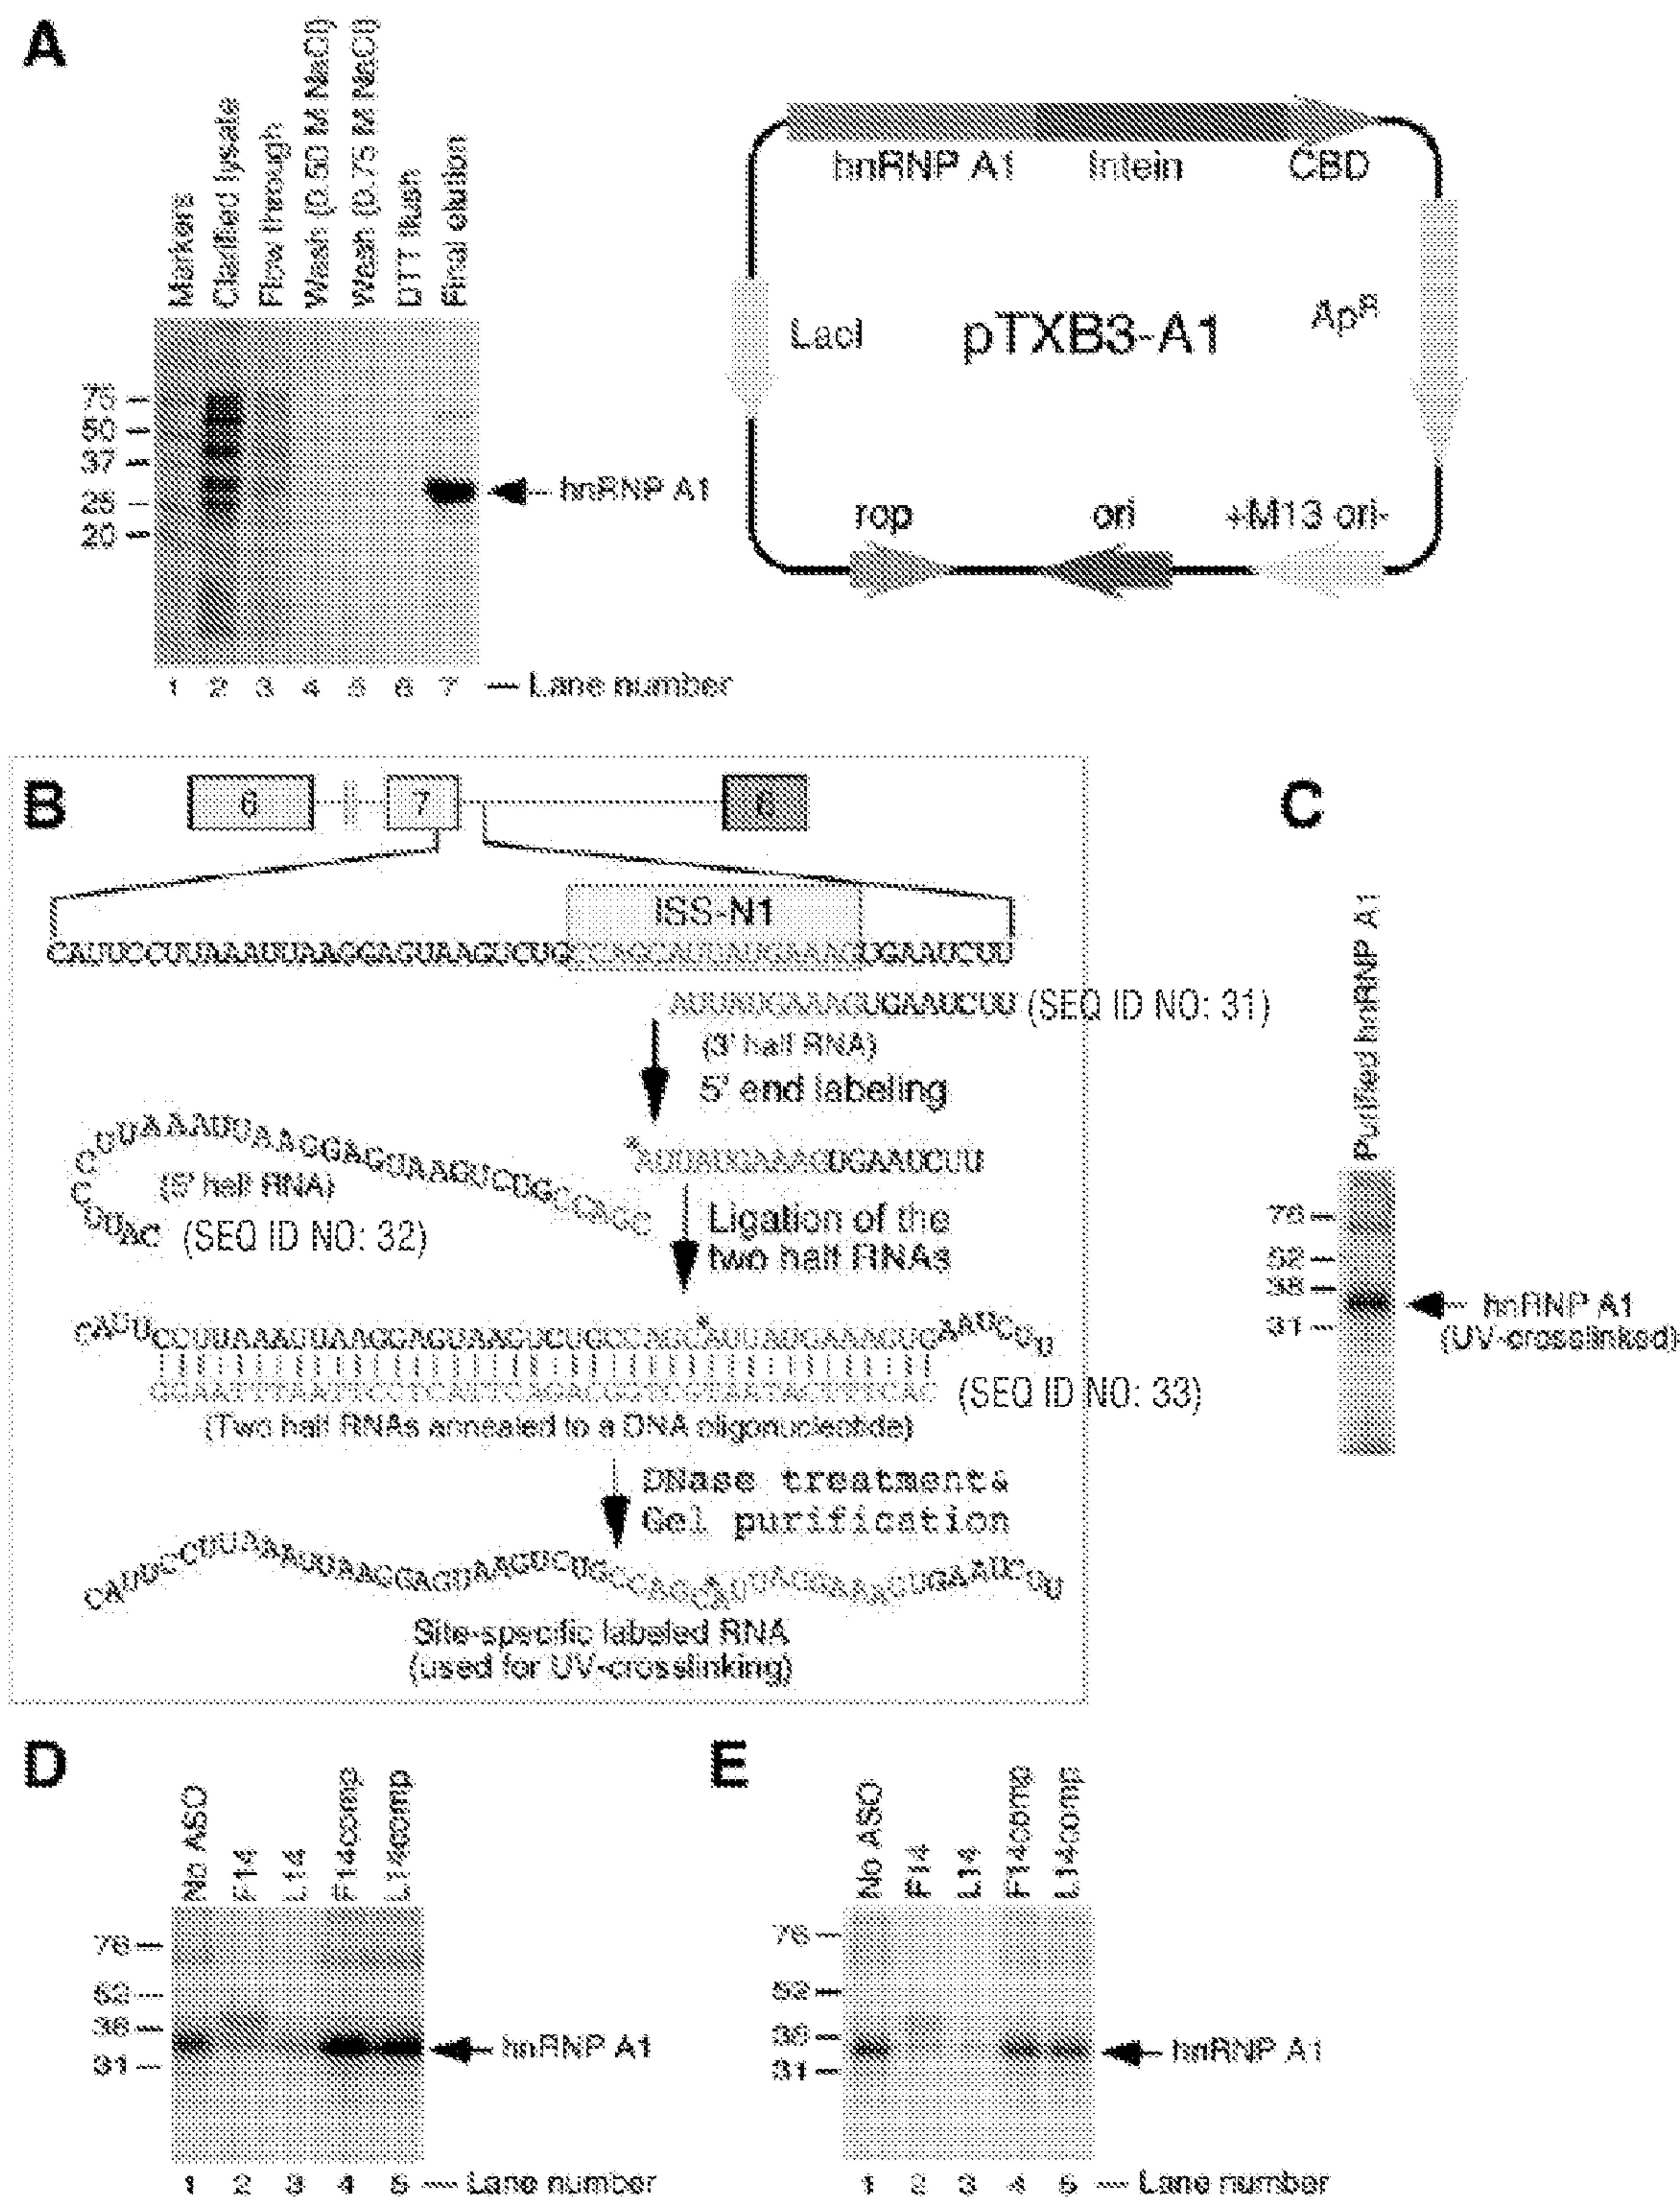 A
Markers
Clarified lysate
Flow through
Wash (0.50 M NaCl)
Wash (0.75 M NaCl)
DTT flush
Final elution
75
50
37
25
20
hnRNP A1
1 2 3 4 5 6 7 — Lane number
hnRNP A1 Intein CBD
LacI pTXB3-A1 ApR
rop ori +M13 ori-
B
6 7 8
ISS-N1
CAUUCCUUAAAUUAAGGAGUAAGUCUGCCAGCAUUAUGAAAGUGAAUCUU
AUUAUGAAAGUGAAUCUU (SEQ ID NO: 31)
(3' half RNA)
5' end labeling
*AUUAUGAAAGUGAAUCUU
CAUUCCUUAAAUUAAGGAGUAAGUCUGCCAGC
(5' half RNA)
(SEQ ID NO: 32)
Ligation of the
two half RNAs
*
CAUUCCUUAAAUUAAGGAGUAAGUCUGCCAGCAUUAUGAAAGUGAAUCUU
GGAATTTAATTCCTCATTCAGACGGTCGTAATACTTTCAC (SEQ ID NO: 33)
(Two half RNAs annealed to a DNA oligonucleotide)
DNase treatment&
Gel purification
Site-specific labeled RNA
(used for UV-crosslinking)
C
Purified hnRNP A1
76
52
38
31
hnRNP A1
(UV-crosslinked)
D
No ASO
F14
L14
F14comp
L14comp
76
52
38
31
hnRNP A1
1 2 3 4 5 — Lane number
E
No ASO
F14
L14
F14comp
L14comp
76
52
38
31
hnRNP A1
1 2 3 4 5 — Lane number